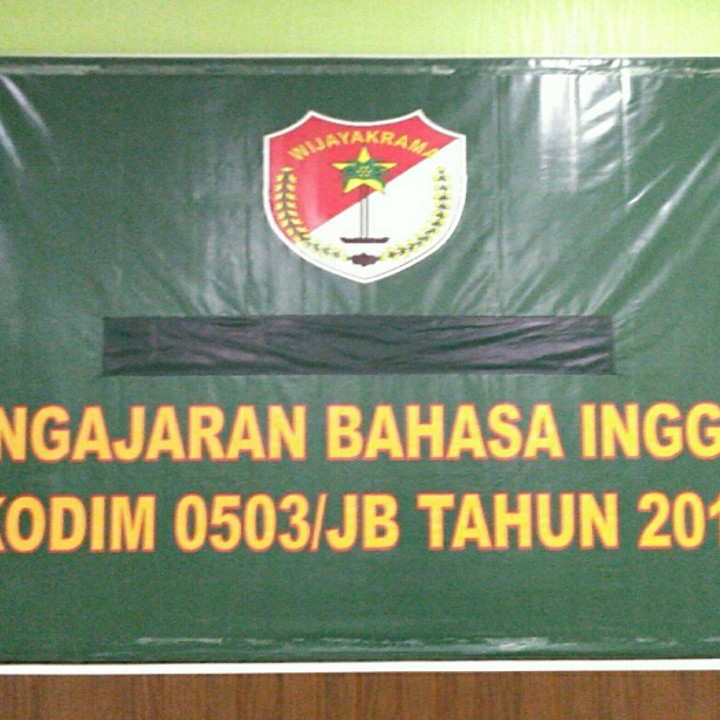 WIJAYAKRAMA
NGAJARAN BAHASA INGG
KODIM 0503/JB TAHUN 201